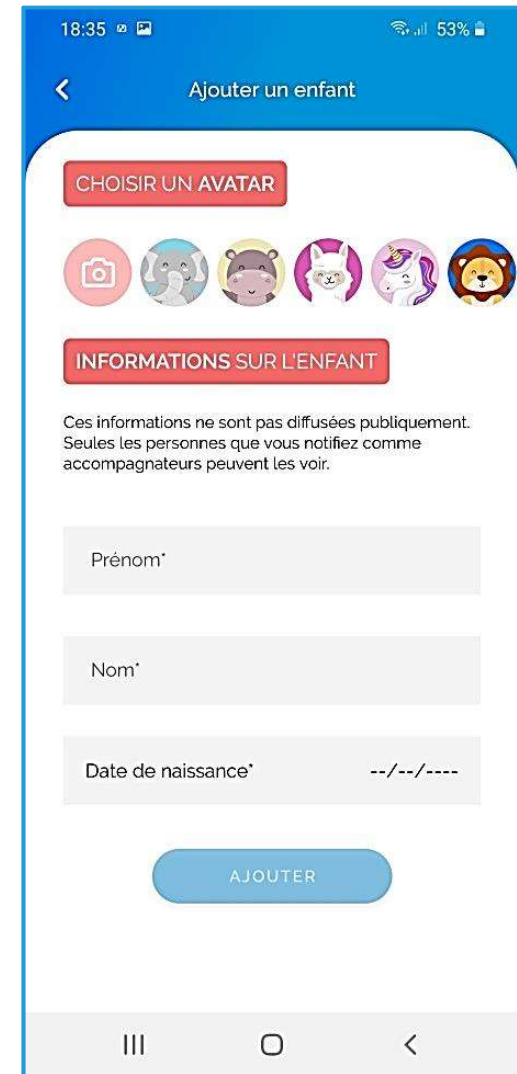 18:35 53%
Ajouter un enfant
CHOISIR UN AVATAR
INFORMATIONS SUR L'ENFANT
Ces informations ne sont pas diffusées publiquement.
Seules les personnes que vous notifiez comme
accompagnateurs peuvent les voir.
Prénom*
Nom*
Date de naissance* --/--/----
AJOUTER